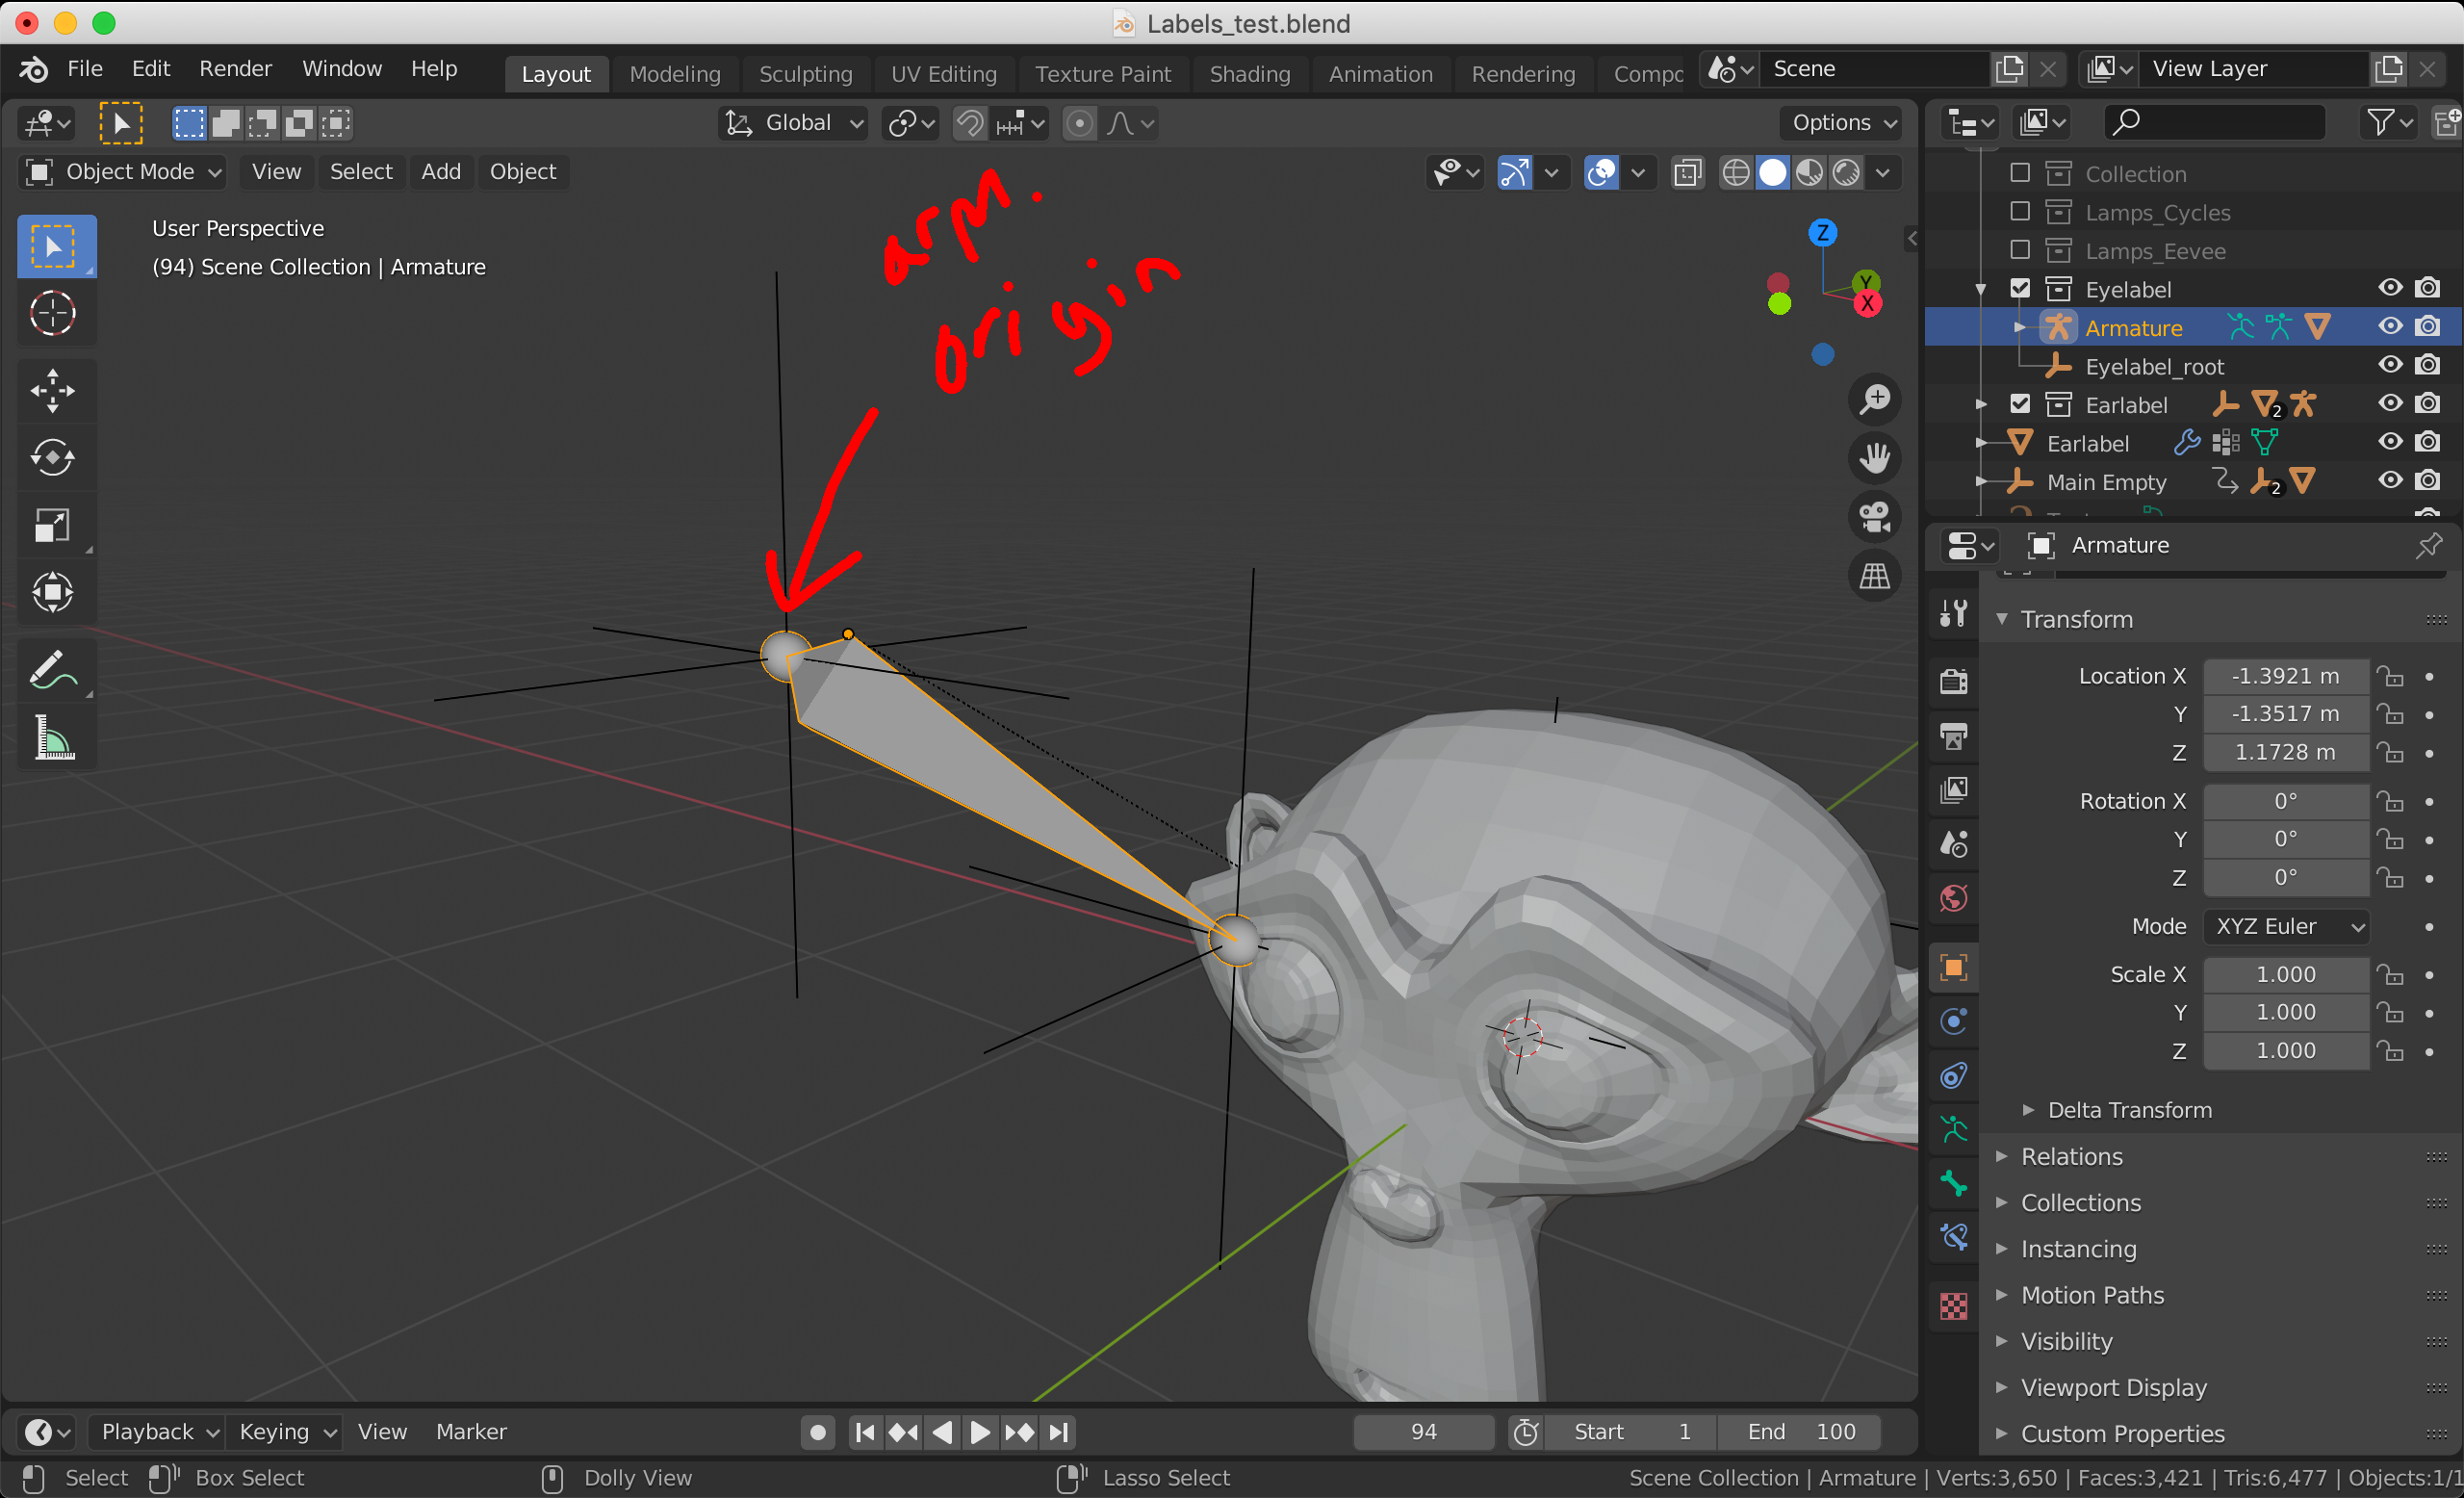 Labels_test.blend
File Edit Render Window Help Layout Modeling Sculpting UV Editing Texture Paint Shading Animation Rendering Compo Scene View Layer
Global Options
Object Mode View Select Add Object
User Perspective
(94) Scene Collection | Armature
arm.
origin
Z
Y
X
Collection
Lamps_Cycles
Lamps_Eevee
Eyelabel
Armature
Eyelabel_root
Earlabel 2
Earlabel
Main Empty 2
Armature
Transform
Location X -1.3921 m
Y -1.3517 m
Z 1.1728 m
Rotation X 0°
Y 0°
Z 0°
Mode XYZ Euler
Scale X 1.000
Y 1.000
Z 1.000
Delta Transform
Relations
Collections
Instancing
Motion Paths
Visibility
Viewport Display
Custom Properties
Playback Keying View Marker 94 Start 1 End 100
Select Box Select Dolly View Lasso Select Scene Collection | Armature | Verts:3,650 | Faces:3,421 | Tris:6,477 | Objects:1/1